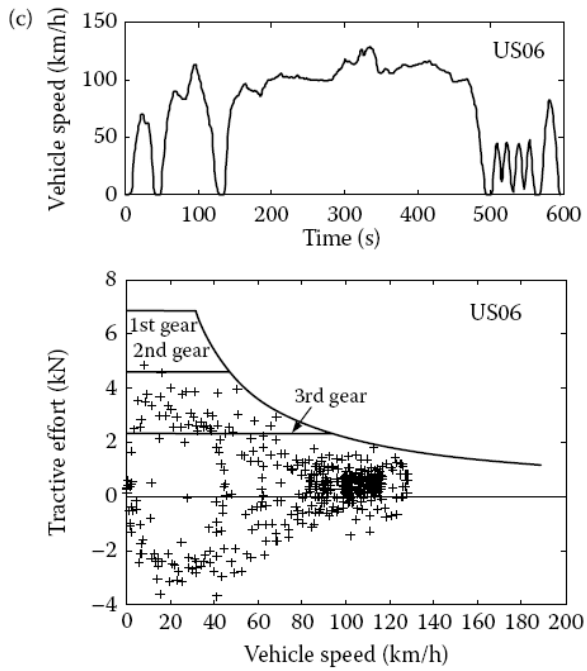 (c)
Vehicle speed (km/h)
150
100
50
0
US06
0 100 200 300 400 500 600
Time (s)
Tractive effort (kN)
8
6
4
2
0
−2
−4
US06
1st gear
2nd gear
3rd gear
0 20 40 60 80 100 120 140 160 180 200
Vehicle speed (km/h)